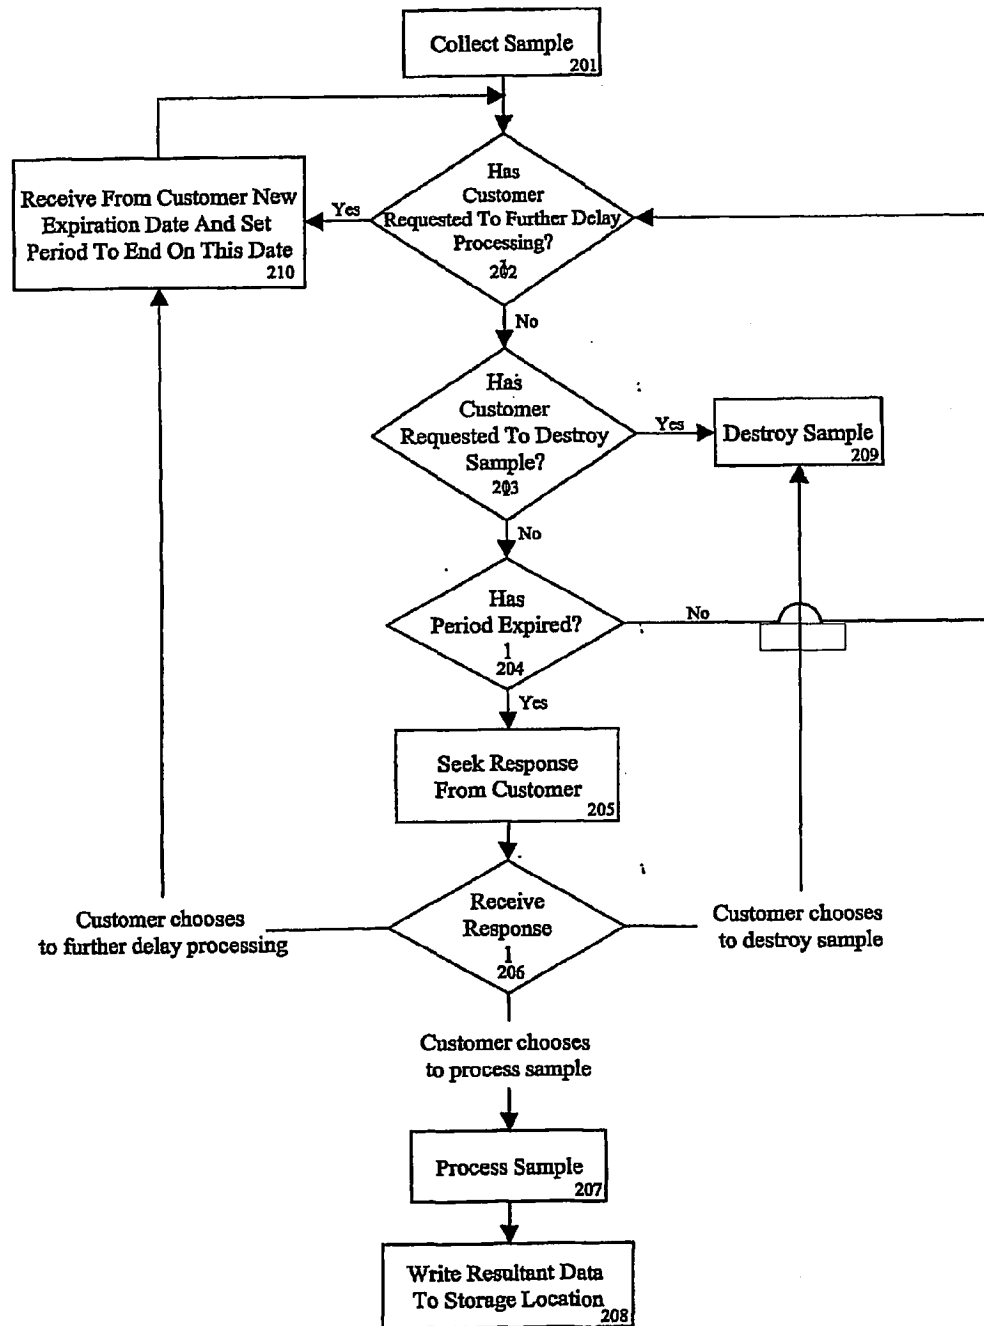 Collect Sample
201
Has
Customer
Requested To Further Delay
Processing?
202
Yes
Receive From Customer New
Expiration Date And Set
Period To End On This Date
210
No
Has
Customer
Requested To Destroy
Sample?
203
Yes
Destroy Sample
209
No
Has
Period Expired?
1
204
No
Yes
Seek Response
From Customer
205
Receive
Response
1
206
Customer chooses
to further delay processing
Customer chooses
to destroy sample
Customer chooses
to process sample
Process Sample
207
Write Resultant Data
To Storage Location
208